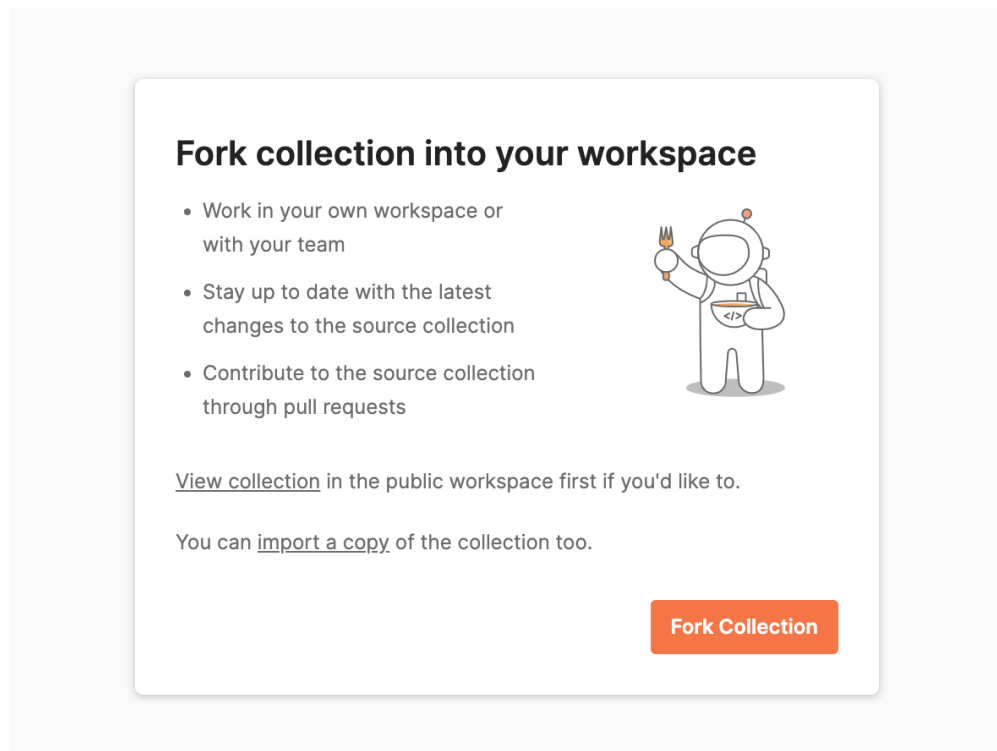 Fork collection into your workspace
• Work in your own workspace or
with your team
• Stay up to date with the latest
changes to the source collection
• Contribute to the source collection
through pull requests
View collection in the public workspace first if you'd like to.
You can import a copy of the collection too.
</>
Fork Collection